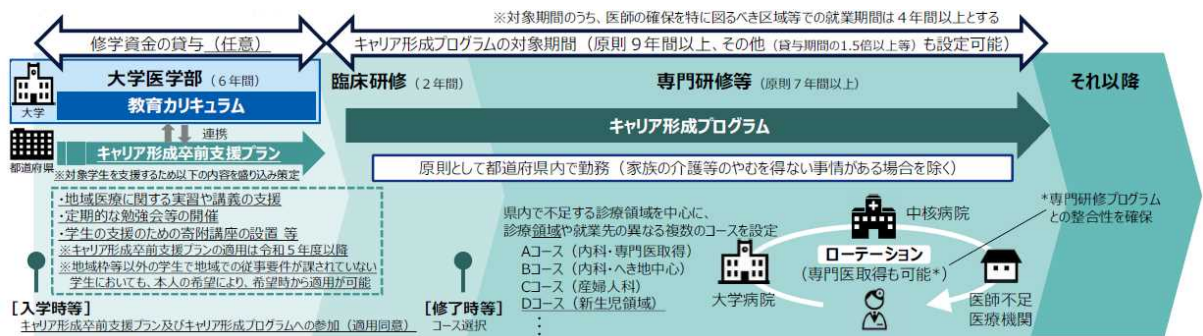 ※対象期間のうち、医師の確保を特に図るべき区域等での就業期間は４年間以上とする
修学資金の貸与（任意）
キャリア形成プログラムの対象期間（原則９年間以上、その他（貸与期間の1.5倍以上等）も設定可能）
大学医学部（６年間）
教育カリキュラム
大学
連携
都道府県
キャリア形成卒前支援プラン
※対象学生を支援するため以下の内容を盛り込み策定
・地域医療に関する実習や講義の支援
・定期的な勉強会等の開催
・学生の支援のための寄附講座の設置 等
※キャリア形成卒前支援プランの適用は令和５年度以降
※地域枠等以外の学生で地域での従事要件が課されていない
学生においても、本人の希望により、希望時から適用が可能
[入学時等]
キャリア形成卒前支援プラン及びキャリア形成プログラムへの参加（適用同意）
臨床研修（２年間）
専門研修等（原則７年間以上）
それ以降
キャリア形成プログラム
原則として都道府県内で勤務（家族の介護等のやむを得ない事情がある場合を除く）
[修了時等]
コース選択
県内で不足する診療領域を中心に、
診療領域や就業先の異なる複数のコースを設定
Aコース（内科・専門医取得）
Bコース（内科・へき地中心）
Cコース（産婦人科）
Dコース（新生児領域）
：
大学病院
中核病院
ローテーション
（専門医取得も可能*）
医師不足
医療機関
*専門研修プログラム
との整合性を確保